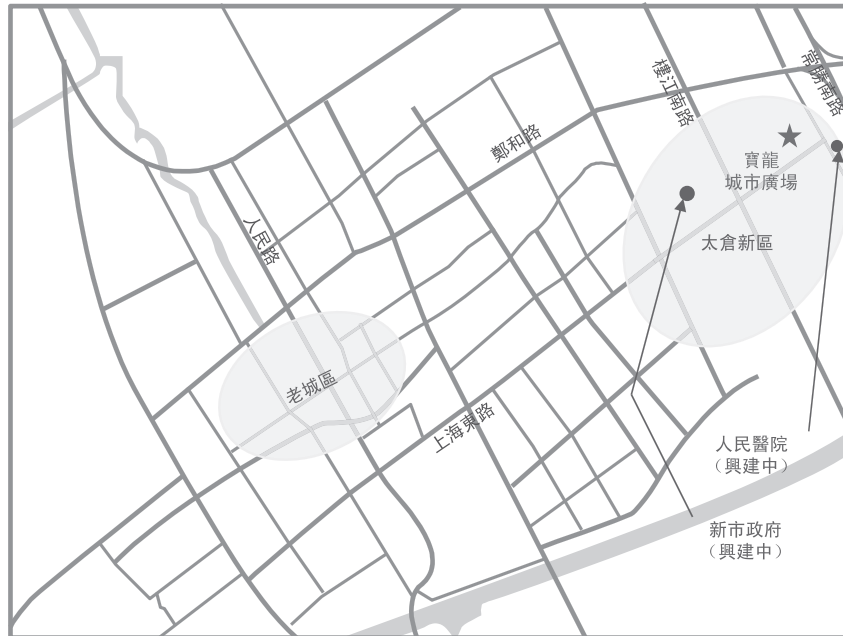 樓江南路
常勝南路
鄭和路
寶龍
城市廣場
太倉新區
人民路
老城區
上海東路
人民醫院
（興建中）
新市政府
（興建中）